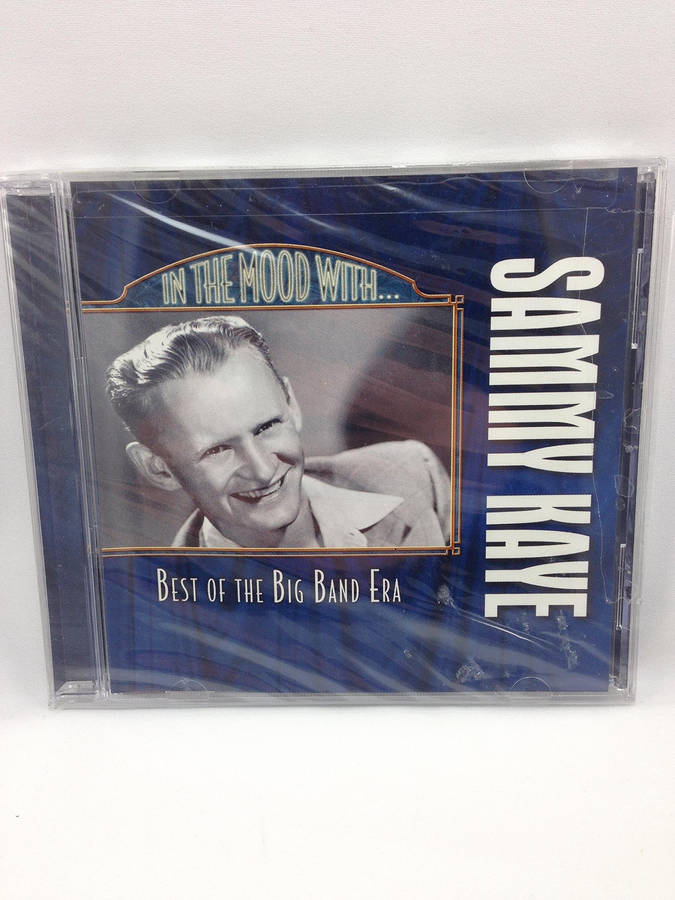 IN THE MOOD WITH...
SAMMY KAYE
BEST OF THE BIG BAND ERA